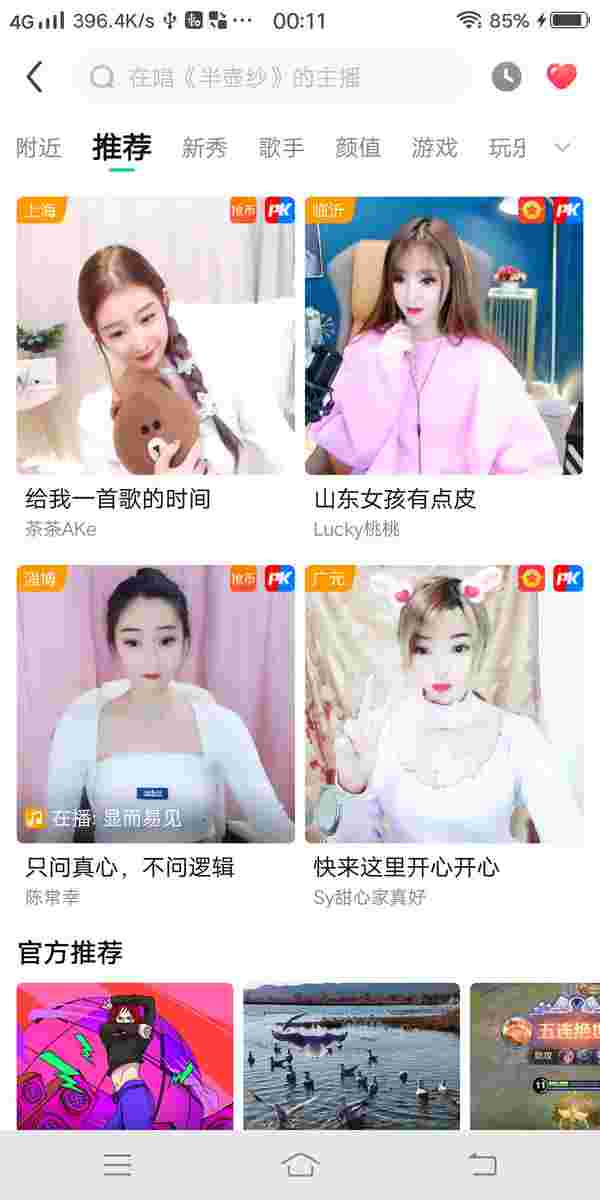 4G 396.4K/s 00:11 85%
在唱《半壶纱》的主播
附近 推荐 新秀 歌手 颜值 游戏 玩乐
上海 抢币 PK
临沂 PK
给我一首歌的时间
茶茶AKe
山东女孩有点皮
Lucky桃桃
淄博 抢币 PK
广元 PK
在播: 显而易见
只问真心，不问逻辑
陈常幸
快来这里开心开心
Sy甜心家真好
官方推荐
五连绝世